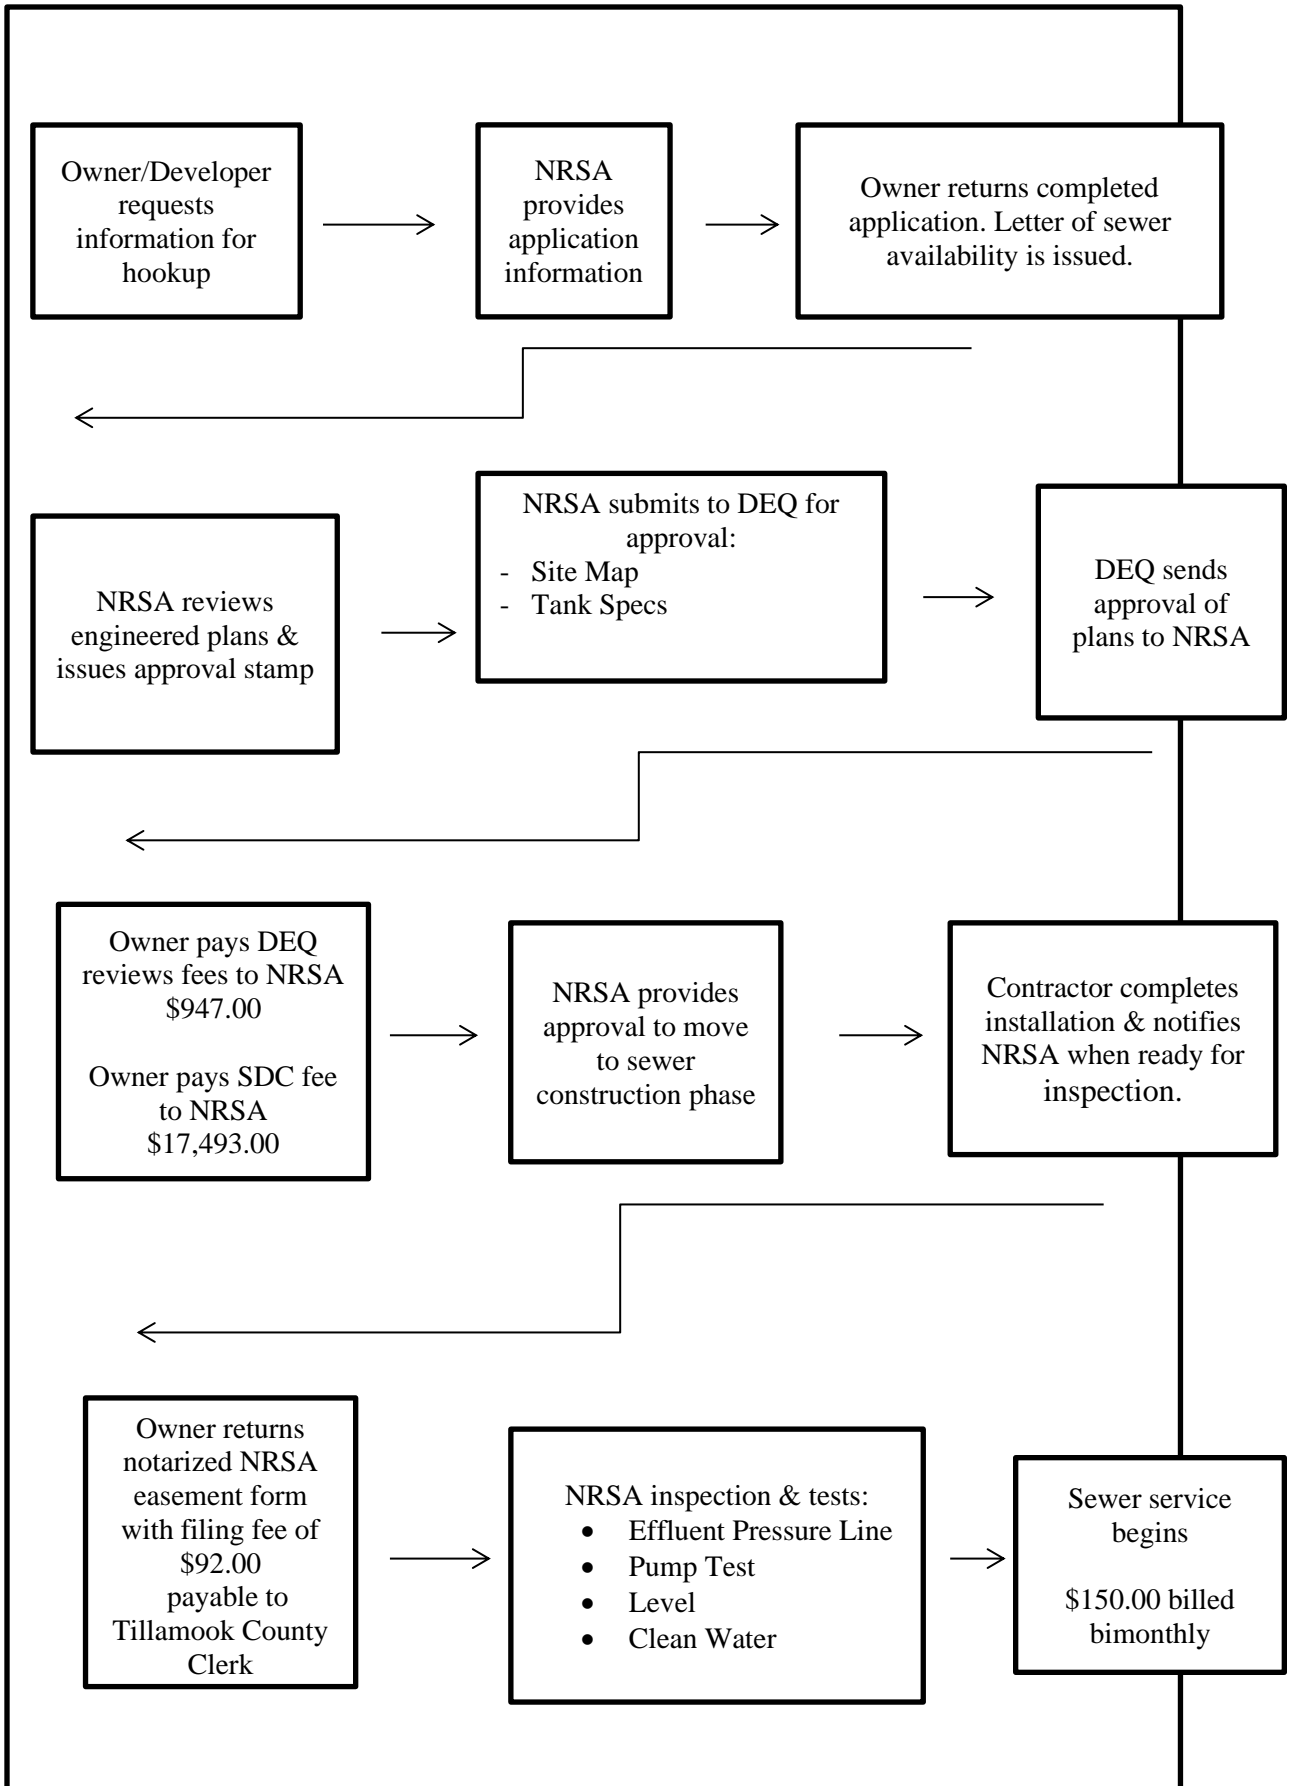 Owner/Developer
requests
information for
hookup
NRSA
provides
application
information
Owner returns completed
application. Letter of sewer
availability is issued.
NRSA reviews
engineered plans &
issues approval stamp
NRSA submits to DEQ for
approval:
- Site Map
- Tank Specs
DEQ sends
approval of
plans to NRSA
Owner pays DEQ
reviews fees to NRSA
$947.00
Owner pays SDC fee
to NRSA
$17,493.00
NRSA provides
approval to move
to sewer
construction phase
Contractor completes
installation & notifies
NRSA when ready for
inspection.
Owner returns
notarized NRSA
easement form
with filing fee of
$92.00
payable to
Tillamook County
Clerk
NRSA inspection & tests:
• Effluent Pressure Line
• Pump Test
• Level
• Clean Water
Sewer service
begins
$150.00 billed
bimonthly